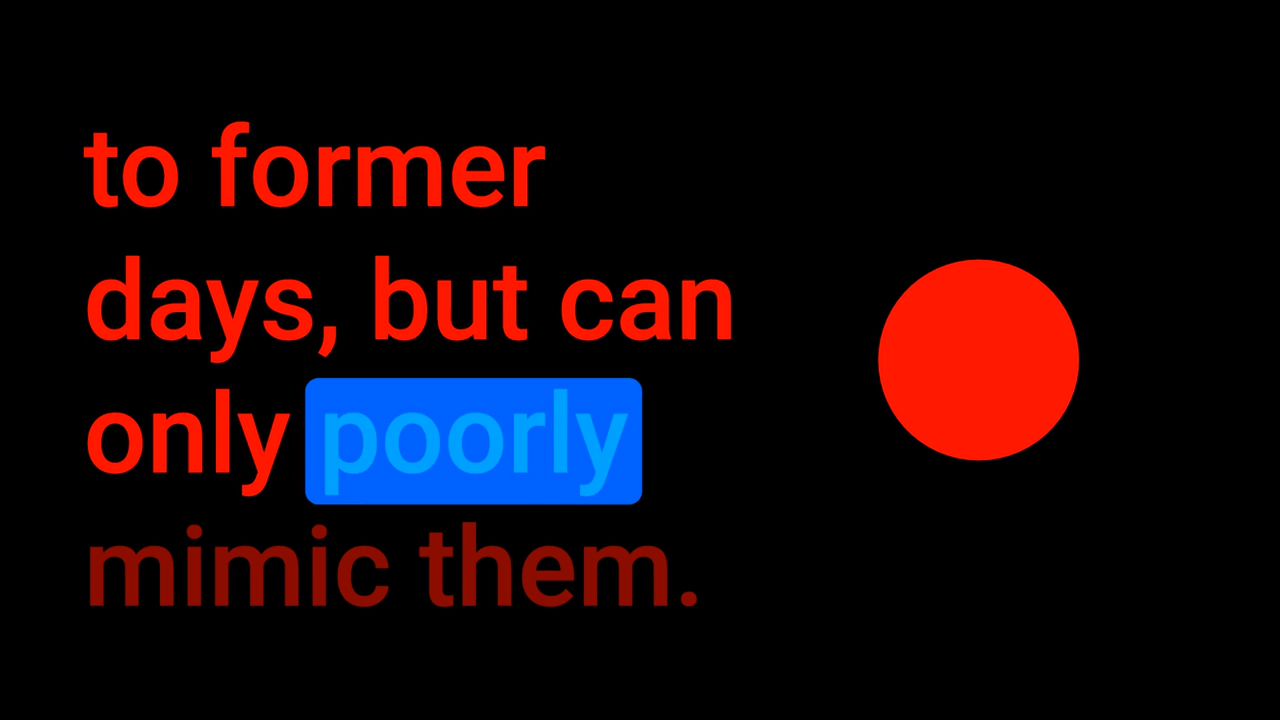 to former
days, but can
only poorly
mimic them.